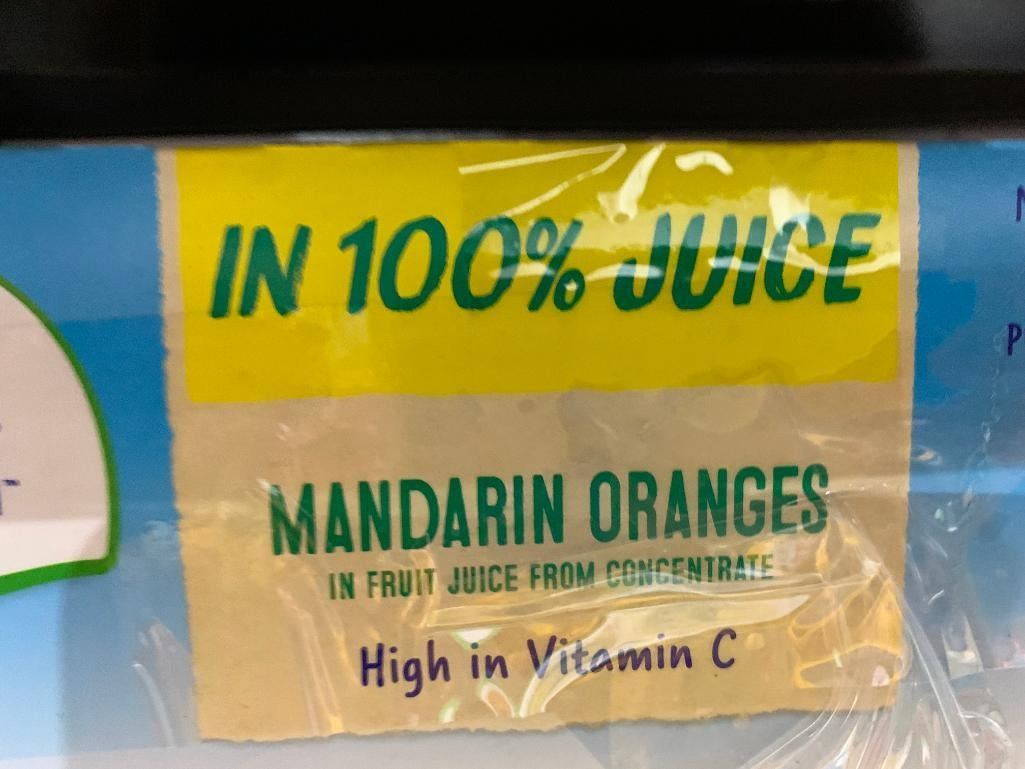 IN 100% JUICE
MANDARIN ORANGES
IN FRUIT JUICE FROM CONCENTRATE
High in Vitamin C